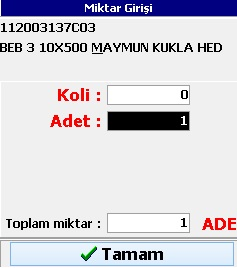 Miktar Girişi
112003137C03
BEB 3 10X500 MAYMUN KUKLA HED
Koli : 0
Adet : 1
Toplam miktar : 1 ADE
Tamam